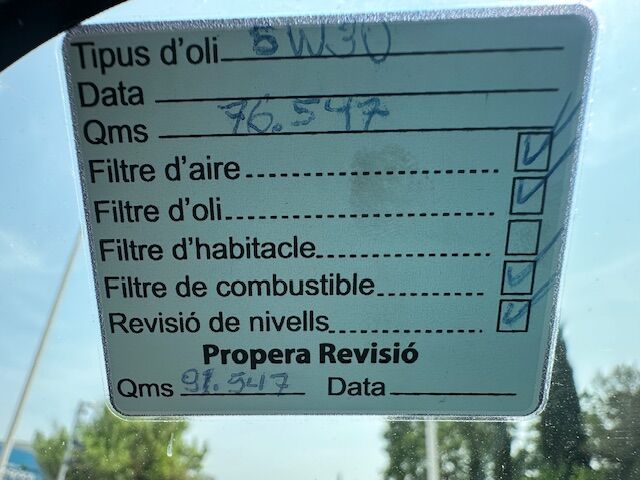 Tipus d'oli 5W30
Data
Qms 76.547
Filtre d'aire ✓
Filtre d'oli ✓
Filtre d'habitacle
Filtre de combustible ✓
Revisió de nivells ✓
Propera Revisió
Qms 91.547 Data